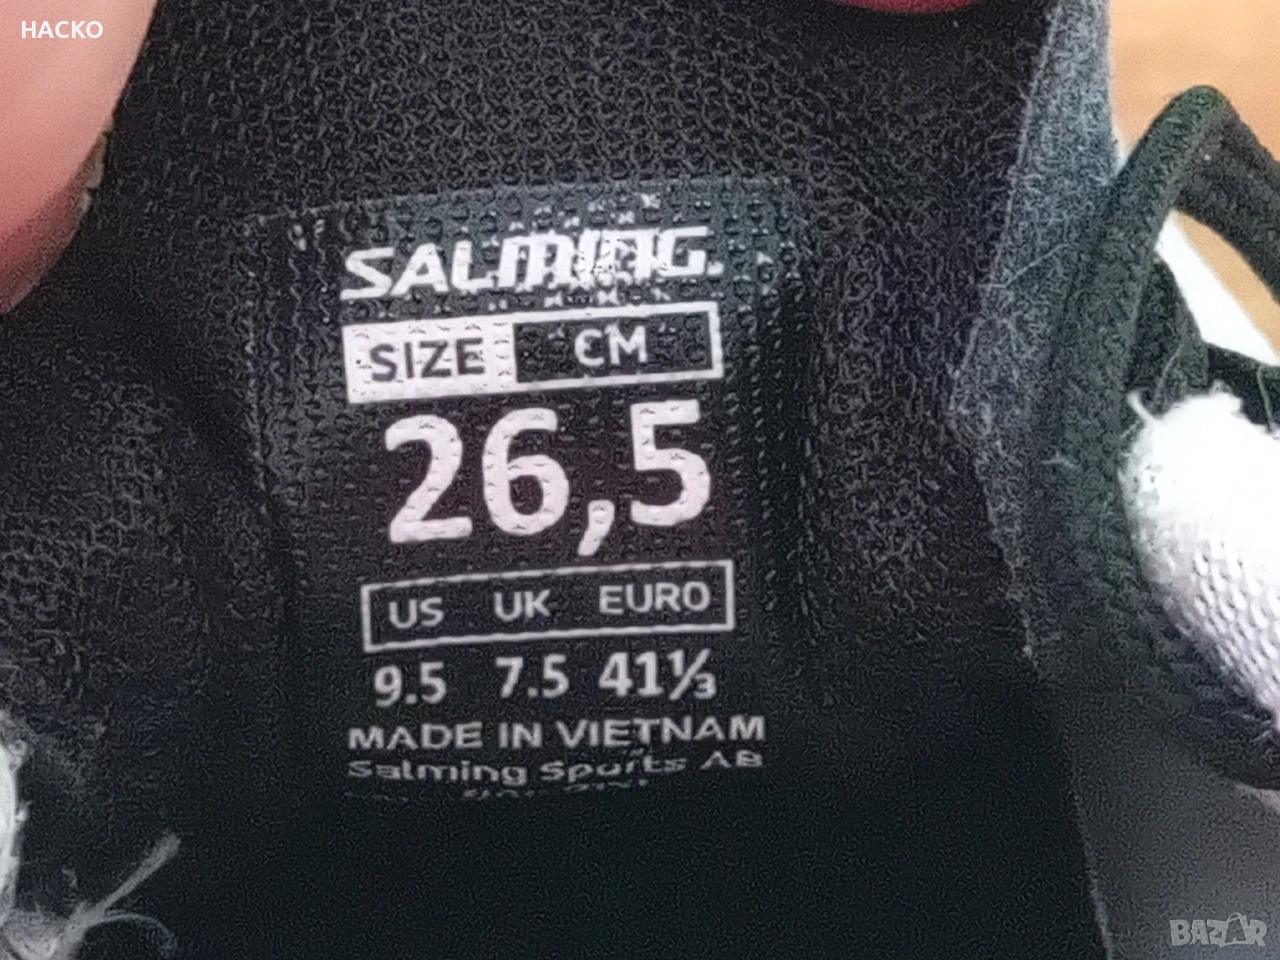 HACKO
SALMING.
SIZE CM
26,5
US UK EURO
9.5 7.5 41⅓
MADE IN VIETNAM
Salming Sports AB
BAZAR